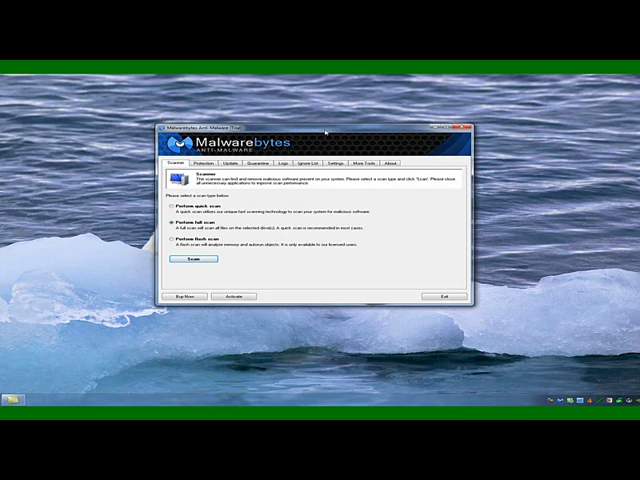 Malwarebytes Anti-Malware (Trial)
Malwarebytes
ANTI-MALWARE
Scanner Protection Update Quarantine Logs Ignore List Settings More Tools About
Scanner
The scanner can find and remove malicious software present on your system. Please select a scan type and click 'Scan'. Please close
all unnecessary applications to improve scan performance.
Please select a scan type below.
Perform quick scan
A quick scan utilizes our unique fast scanning technology to scan your system for malicious software
Perform full scan
A full scan will scan all files on the selected drive(s). A quick scan is recommended in most cases.
Perform flash scan
A flash scan will analyze memory and autorun objects. It is only available to our licensed users.
Scan
Buy Now Activate Exit